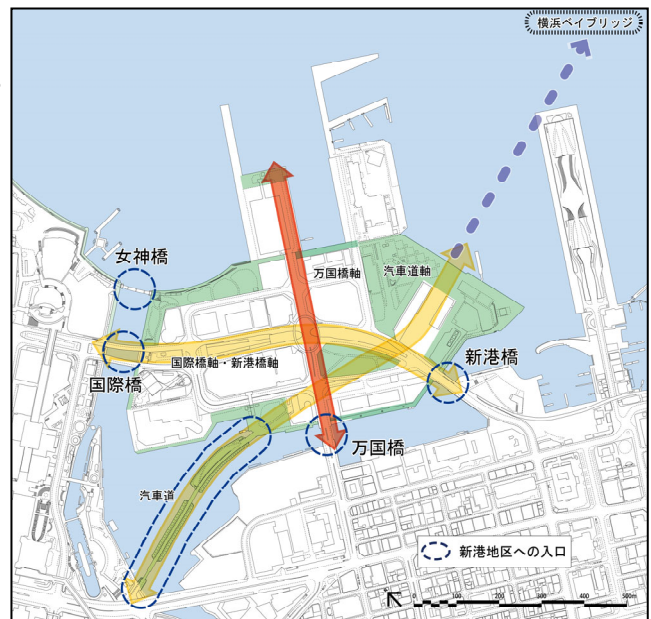 横浜ベイブリッジ
女神橋
万国橋軸
汽車道軸
国際橋
国際橋軸・新港橋軸
新港橋
万国橋
汽車道
新港地区への入口
0 100 200 300 400 500m